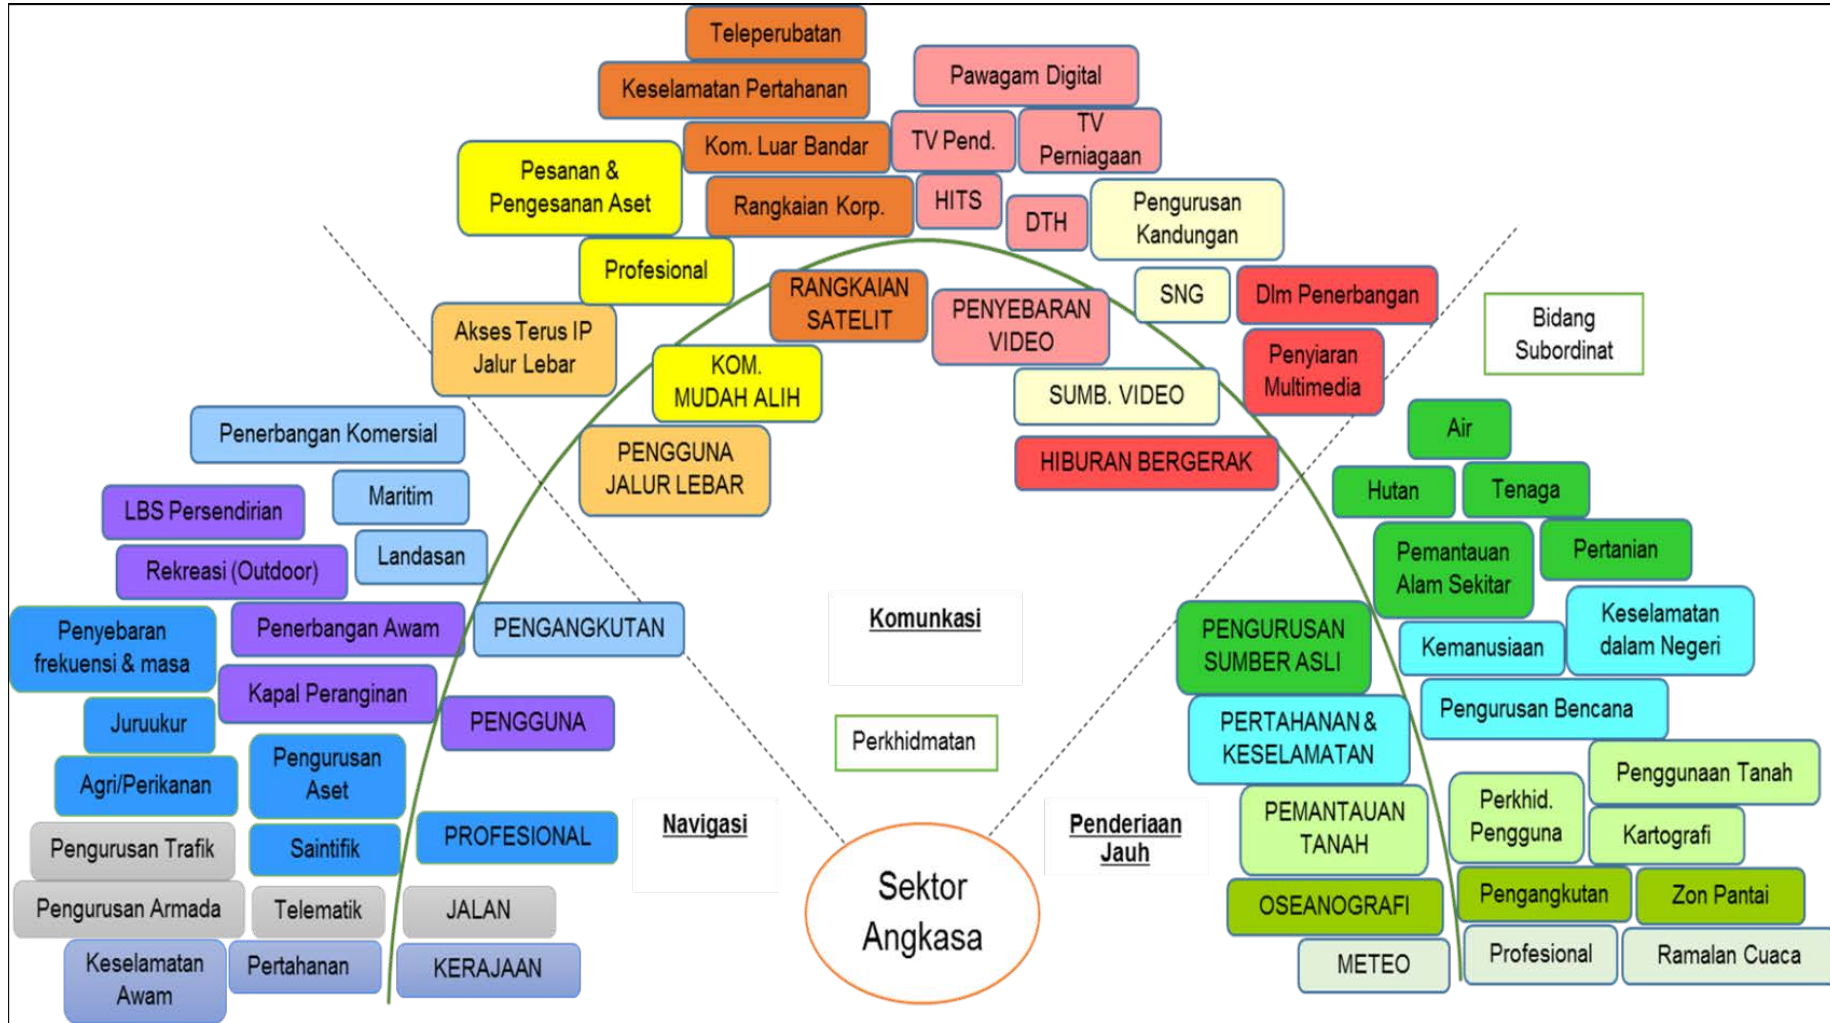 Teleperubatan
Keselamatan Pertahanan
Pawagam Digital
Kom. Luar Bandar
TV Pend.
TV
Perniagaan
Pesanan &
Pengesanan Aset
Rangkaian Korp.
HITS
DTH
Pengurusan
Kandungan
Profesional
RANGKAIAN
SATELIT
PENYEBARAN
VIDEO
SNG
Dlm Penerbangan
Akses Terus IP
Jalur Lebar
KOM.
MUDAH ALIH
SUMB. VIDEO
Penyiaran
Multimedia
Bidang
Subordinat
PENGGUNA
JALUR LEBAR
HIBURAN BERGERAK
Penerbangan Komersial
Maritim
LBS Persendirian
Landasan
Rekreasi (Outdoor)
Penyebaran
frekuensi & masa
Penerbangan Awam
PENGANGKUTAN
Kapal Peranginan
PENGGUNA
Juruukur
Pengurusan
Aset
Agri/Perikanan
PROFESIONAL
Pengurusan Trafik
Saintifik
Pengurusan Armada
Telematik
JALAN
Keselamatan
Awam
Pertahanan
KERAJAAN
Komunkasi
Perkhidmatan
Navigasi
Penderiaan
Jauh
Sektor
Angkasa
Air
Hutan
Tenaga
Pemantauan
Alam Sekitar
Pertanian
PENGURUSAN
SUMBER ASLI
Kemanusiaan
Keselamatan
dalam Negeri
PERTAHANAN &
KESELAMATAN
Pengurusan Bencana
PEMANTAUAN
TANAH
Perkhid.
Pengguna
Penggunaan Tanah
Kartografi
OSEANOGRAFI
Pengangkutan
Zon Pantai
METEO
Profesional
Ramalan Cuaca